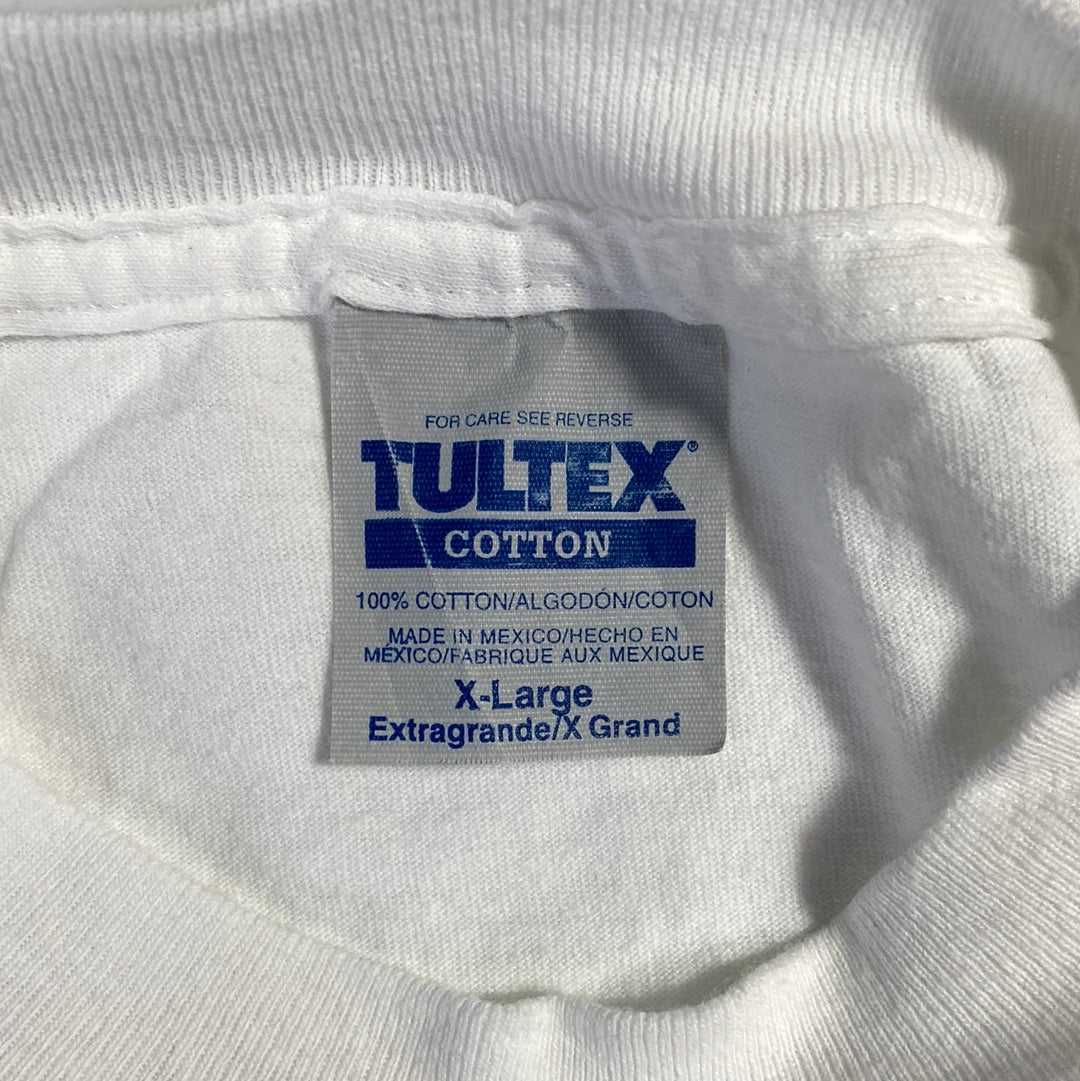 FOR CARE SEE REVERSE
TULTEX®
COTTON
100% COTTON/ALGODÓN/COTON
MADE IN MEXICO/HECHO EN
MÉXICO/FABRIQUE AUX MEXIQUE
X-Large
Extragrande/X Grand